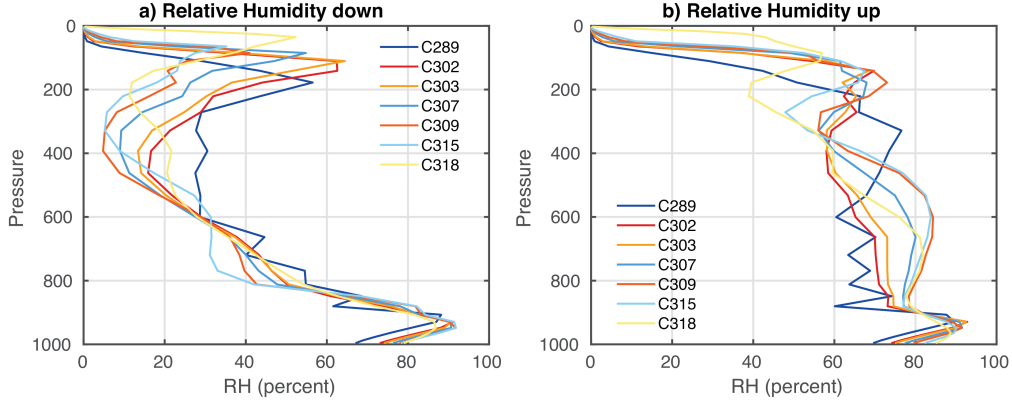 a) Relative Humidity down
0
200
400
600
800
1000
Pressure
C289
C302
C303
C307
C309
C315
C318
0 20 40 60 80 100
RH (percent)
b) Relative Humidity up
0
200
400
600
800
1000
Pressure
C289
C302
C303
C307
C309
C315
C318
0 20 40 60 80 100
RH (percent)